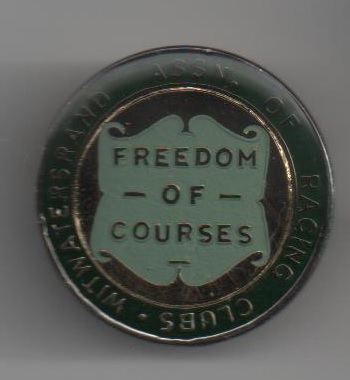 WITWATERSRAND ASSN. OF RACING CLUBS ·
FREEDOM
– OF –
COURSES
–